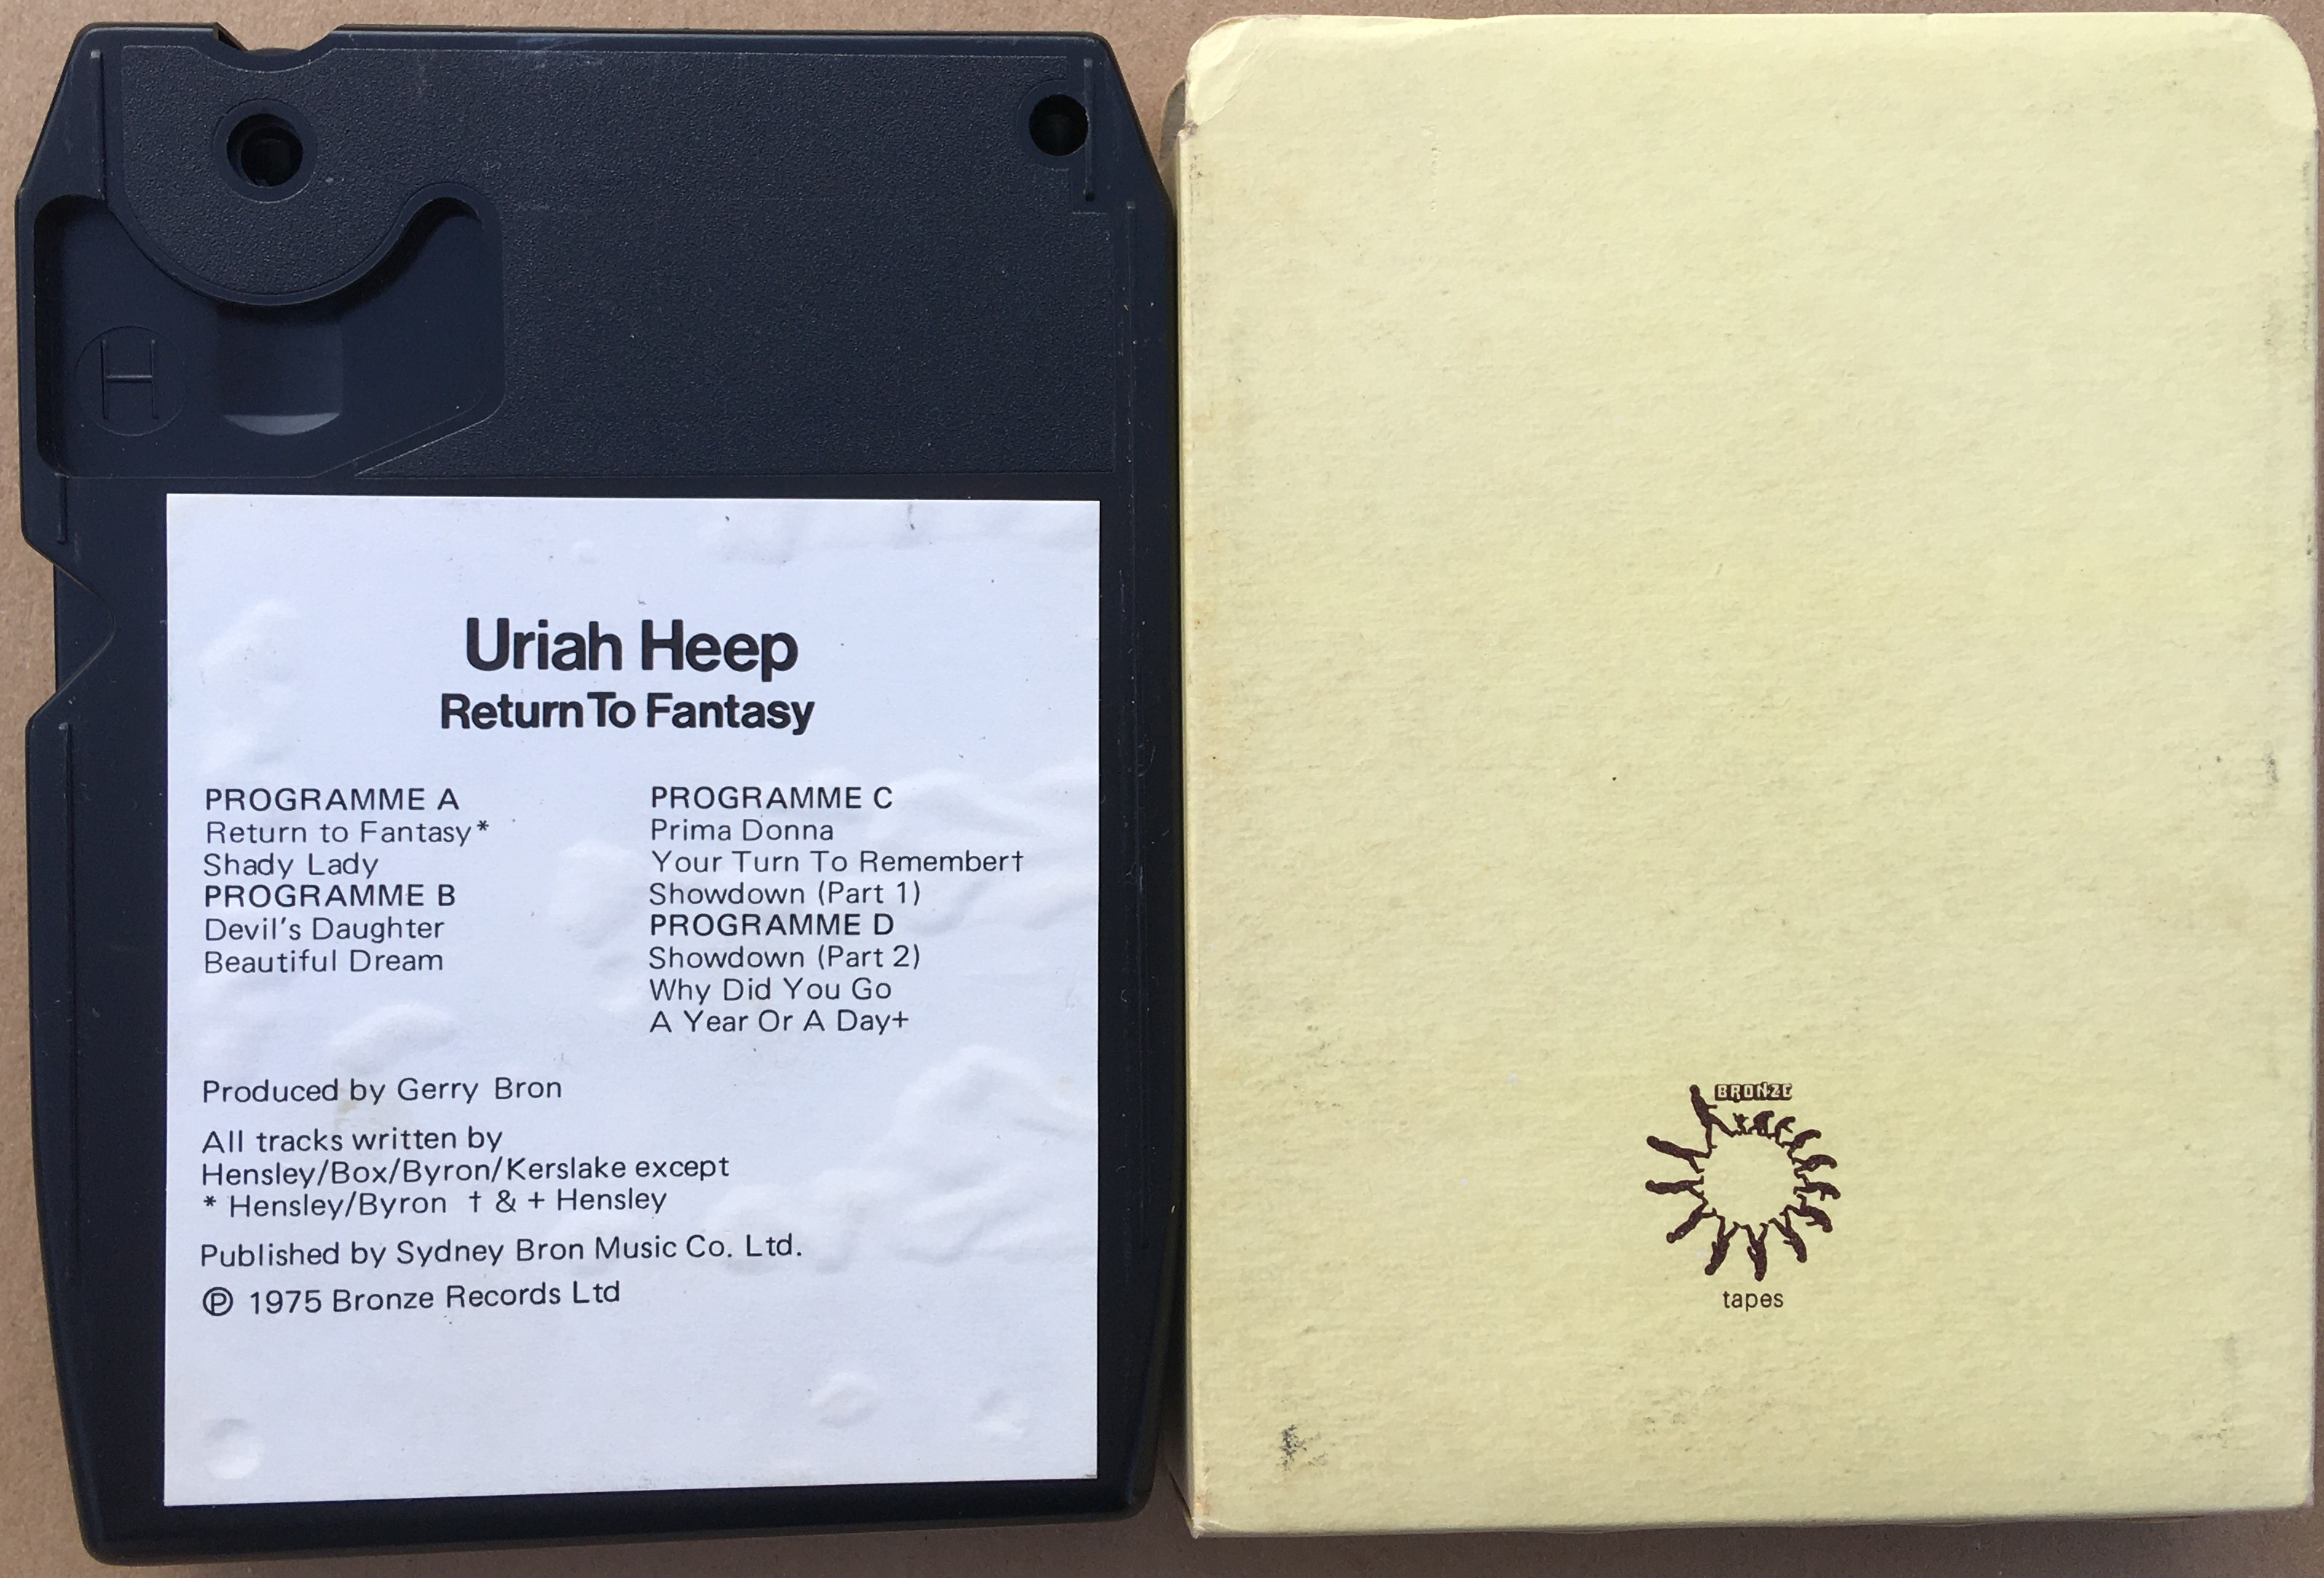 H
Uriah Heep
Return To Fantasy
PROGRAMME A
Return to Fantasy*
Shady Lady
PROGRAMME B
Devil's Daughter
Beautiful Dream
PROGRAMME C
Prima Donna
Your Turn To Remember†
Showdown (Part 1)
PROGRAMME D
Showdown (Part 2)
Why Did You Go
A Year Or A Day+
Produced by Gerry Bron
All tracks written by
Hensley/Box/Byron/Kerslake except
* Hensley/Byron † & + Hensley
Published by Sydney Bron Music Co. Ltd.
℗ 1975 Bronze Records Ltd
BRONZE
tapes